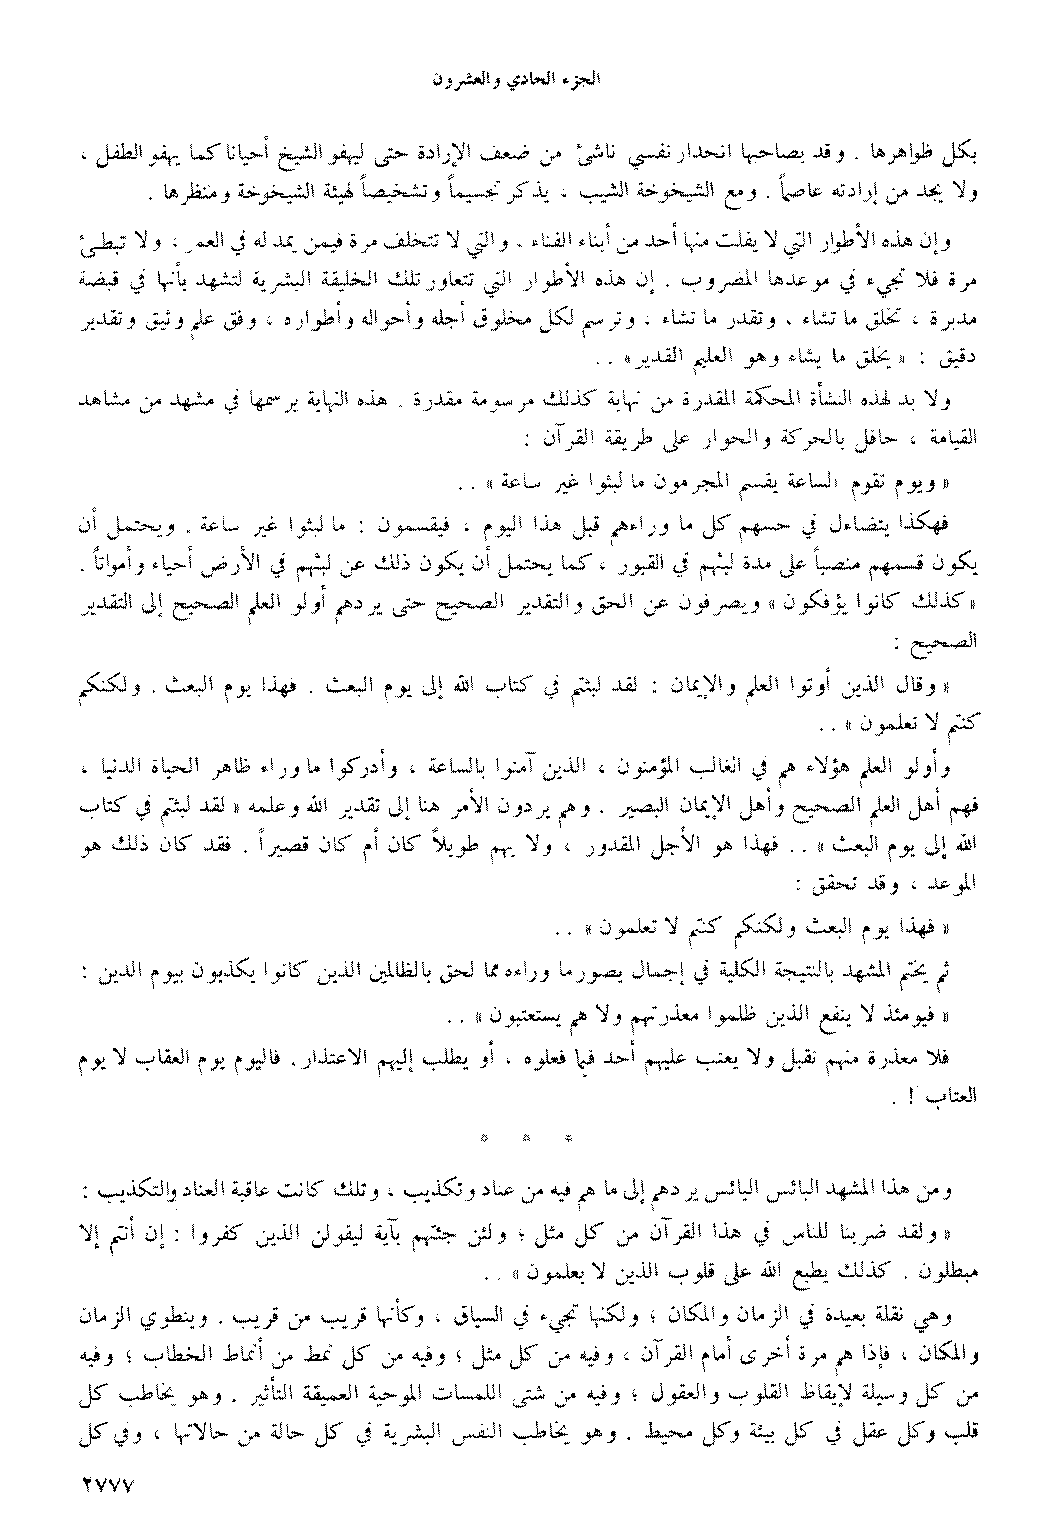 الجزء الحادي والعشرون
بكل ظواهرها . وقد يصاحبها انحدار نفسي ناشئ من ضعف الإرادة حتى ليهفو الشيخ أحيانا كما يهفو الطفل ،
ولا يجد من إرادته عاصماً . ومع الشيخوخة الشيب ، يذكر تجسيماً وتشخيصاً لهيئة الشيخوخة ومنظرها .
وإن هذه الأطوار التي لا يفلت منها أحد من أبناء الفناء ، والتي لا تتخلف مرة فيمن يمد له في العمر ، ولا تبطئ
مرة فلا تجيء في موعدها المضروب . إن هذه الأطوار التي تتعاور تلك الخليقة البشرية لتشهد بأنها في قبضة
مدبرة ، تخلق ما تشاء ، وتقدر ما تشاء ، وترسم لكل مخلوق أجله وأحواله وأطواره ، وفق علم وثيق وتقدير
دقيق : « يخلق ما يشاء وهو العليم القدير» . .
ولا بد لهذه النشأة المحكمة المقدرة من نهاية كذلك مرسومة مقدرة . هذه النهاية يرسمها في مشهد من مشاهد
القيامة ، حافل بالحركة والحوار على طريقة القرآن :
« ويوم تقوم الساعة يقسم المجرمون ما لبثوا غير ساعة » . .
فهكذا يتضاءل في حسهم كل ما وراءهم قبل هذا اليوم ، فيقسمون : ما لبثوا غير ساعة . ويحتمل أن
يكون قسمهم منصباً على مدة لبثهم في القبور ، كما يحتمل أن يكون ذلك عن لبثهم في الأرض أحياء وأمواتاً .
«كذلك كانوا يؤفكون » ويصرفون عن الحق والتقدير الصحيح حتى يردهم أولو العلم الصحيح إلى التقدير
الصحيح :
« وقال الذين أوتوا العلم والإيمان : لقد لبثتم في كتاب الله إلى يوم البعث . فهذا يوم البعث . ولكنكم
كنتم لا تعلمون » . .
وأولو العلم هؤلاء هم في الغالب المؤمنون ، الذين آمنوا بالساعة ، وأدركوا ما وراء ظاهر الحياة الدنيا ،
فهم أهل العلم الصحيح وأهل الإيمان البصير . وهم يردون الأمر هنا إلى تقدير الله وعلمه « لقد لبثتم في كتاب
الله إلى يوم البعث » . . فهذا هو الأجل المقدور ، ولا يهم طويلاً كان أم كان قصيراً . فقد كان ذلك هو
الموعد ، وقد تحقق :
« فهذا يوم البعث ولكنكم كنتم لا تعلمون » . .
ثم يختم المشهد بالنتيجة الكلية في إجمال يصور ما وراءه مما لحق بالظالمين الذين كانوا يكذبون بيوم الدين :
« فيومئذ لا ينفع الذين ظلموا معذرتهم ولا هم يستعتبون » . .
فلا معذرة منهم تقبل ولا يعتب عليهم أحد فيما فعلوه ، أو يطلب إليهم الاعتذار . فاليوم يوم العقاب لا يوم
العتاب ! .
* * *
ومن هذا المشهد البائس اليائس يردهم إلى ما هم فيه من عناد وتكذيب ، وتلك كانت عاقبة العناد والتكذيب :
« ولقد ضربنا للناس في هذا القرآن من كل مثل ؛ ولئن جئتهم بآية ليقولن الذين كفروا : إن أنتم إلا
مبطلون . كذلك يطبع الله على قلوب الذين لا يعلمون » . .
وهي نقلة بعيدة في الزمان والمكان ؛ ولكنها تجيء في السياق ، وكأنها قريب من قريب . وينطوي الزمان
والمكان ، فإذا هم مرة أخرى أمام القرآن ، وفيه من كل مثل ؛ وفيه من كل نمط من أنماط الخطاب ؛ وفيه
من كل وسيلة لإيقاظ القلوب والعقول ؛ وفيه من شتى اللمسات الموحية العميقة التأثير . وهو يخاطب كل
قلب وكل عقل في كل بيئة وكل محيط . وهو يخاطب النفس البشرية في كل حالة من حالاتها ، وفي كل
٢٧٧٧